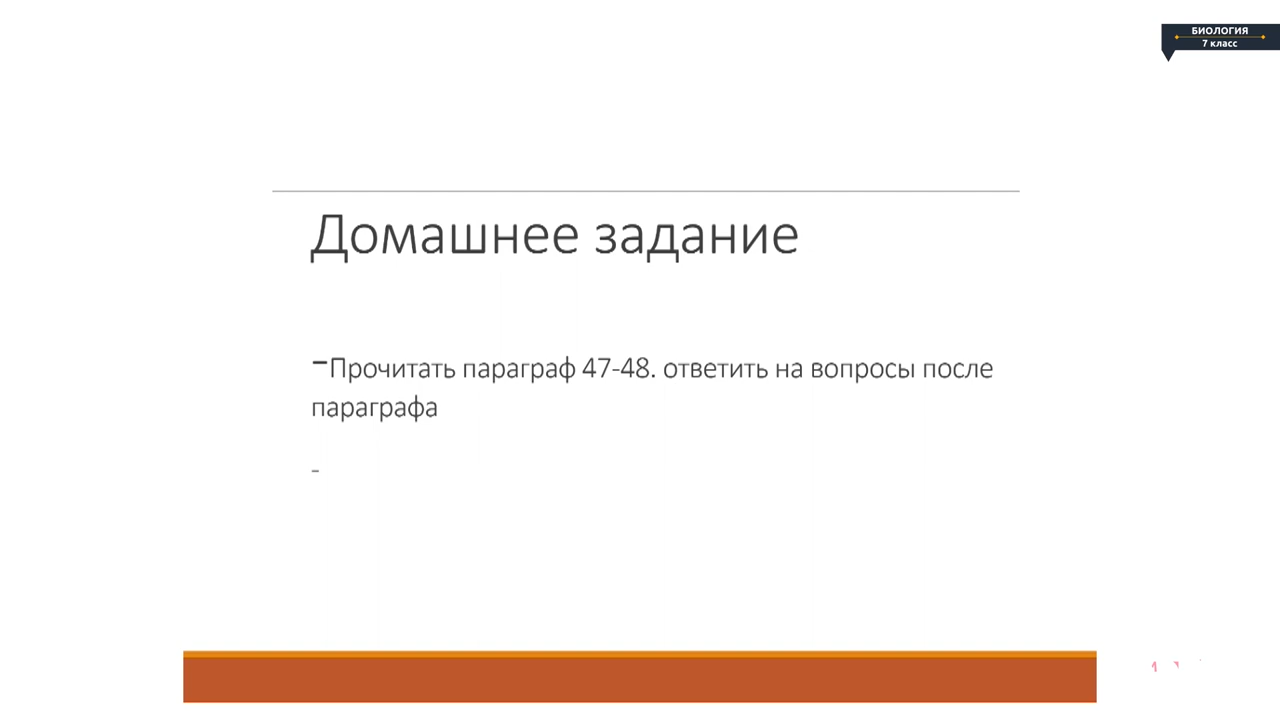 БИОЛОГИЯ
7 класс
Домашнее задание
-Прочитать параграф 47-48. ответить на вопросы после
параграфа
-